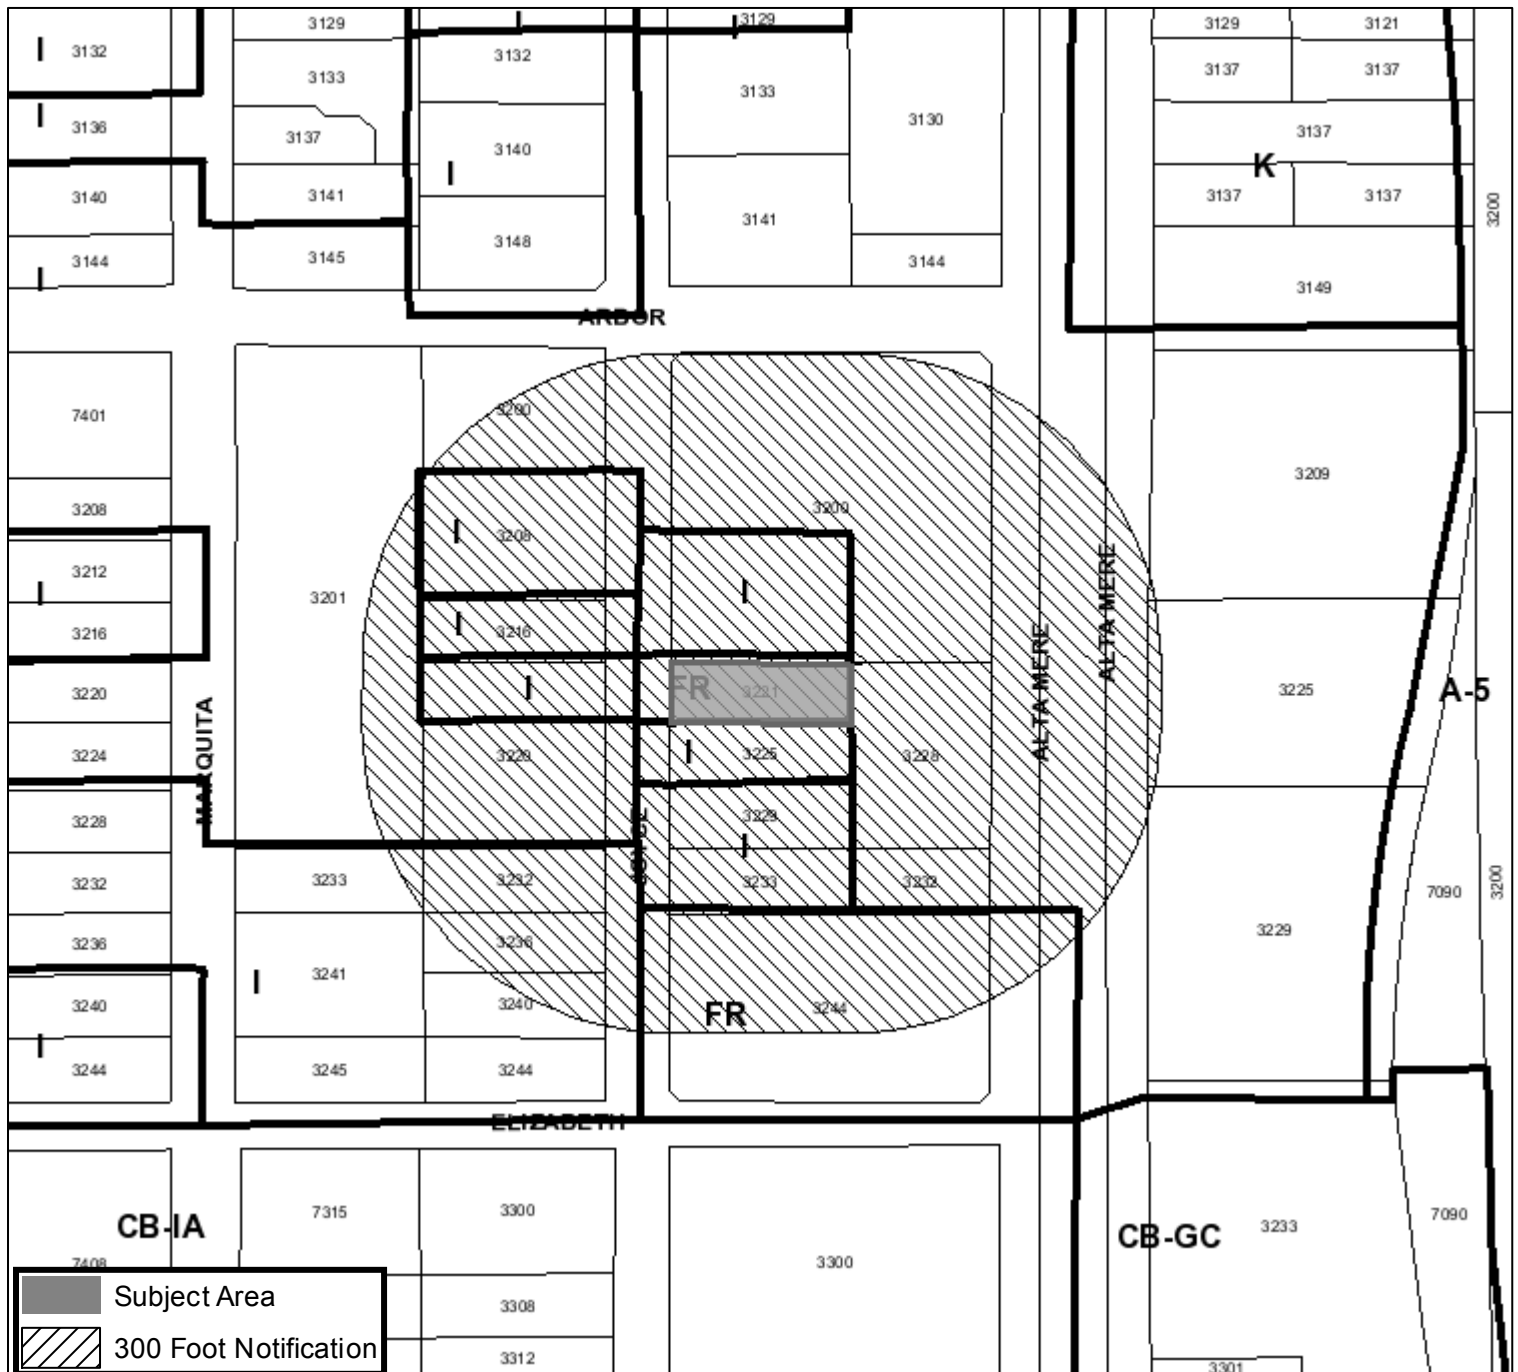 3129
3129
3129
3121
I
3132
3133
I
3132
I
3133
3137
3137
I
3136
3137
3140
3130
3137
I
K
3140
3141
3141
3137
3137
3200
3144
3145
3148
3144
3149
I
ARBOR
7401
3200
3209
3208
I
3208
3200
3212
I
3201
I
3216
I
3216
ALTA MERE
ALTA MERE
3220
I
FR
3221
3225
A-5
MARQUITA
3224
3220
I
3225
3228
3228
3229
I
JOYCE
3232
3233
3232
3233
3232
7090
3200
3236
3236
3229
I
3241
3240
3240
FR
3244
I
3244
3245
3244
ELIZABETH
CB-IA
7315
3300
CB-GC
3233
7090
7408
3300
Subject Area
3308
300 Foot Notification
3312
3301